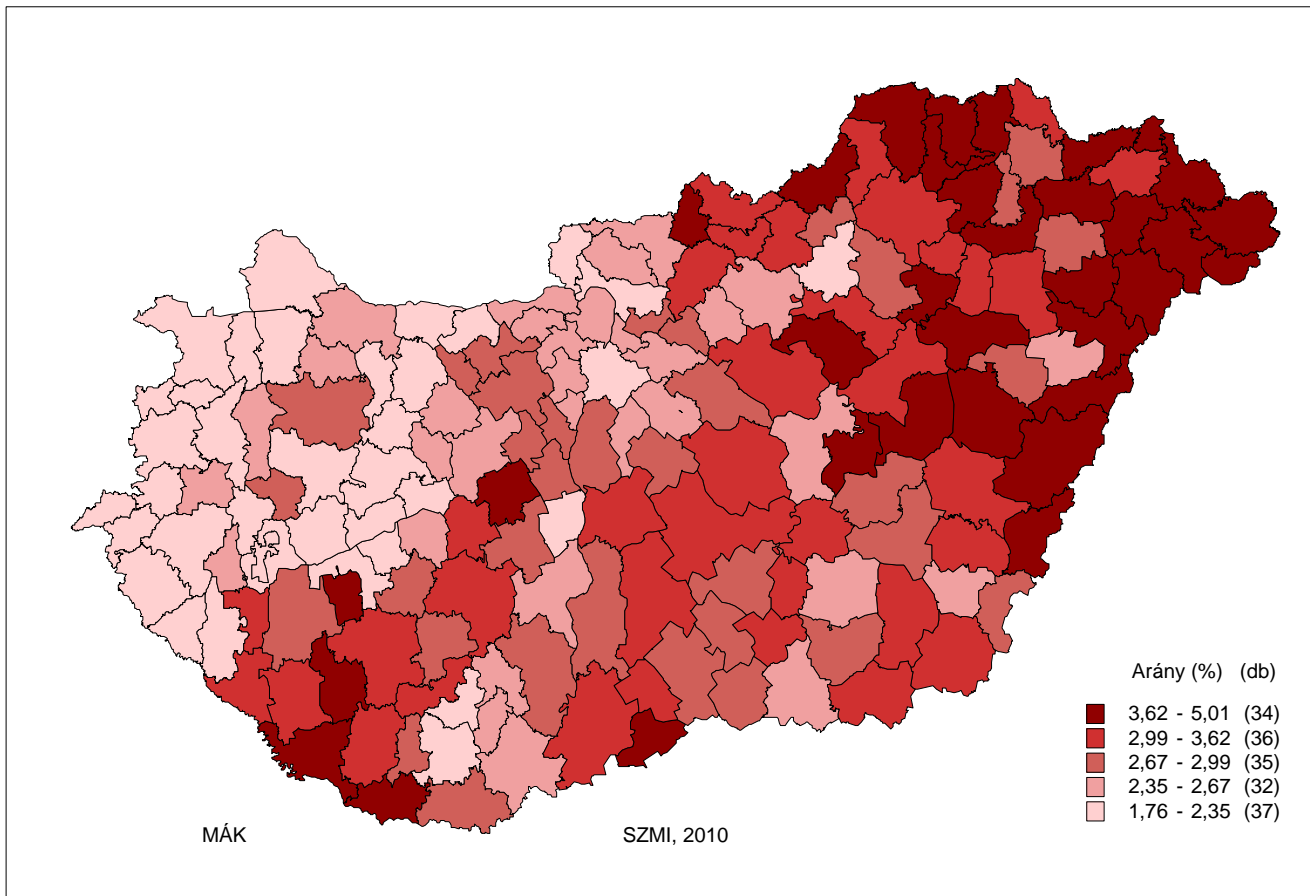 Arány (%) (db)
3,62 - 5,01 (34)
2,99 - 3,62 (36)
2,67 - 2,99 (35)
2,35 - 2,67 (32)
1,76 - 2,35 (37)
MÁK SZMI, 2010